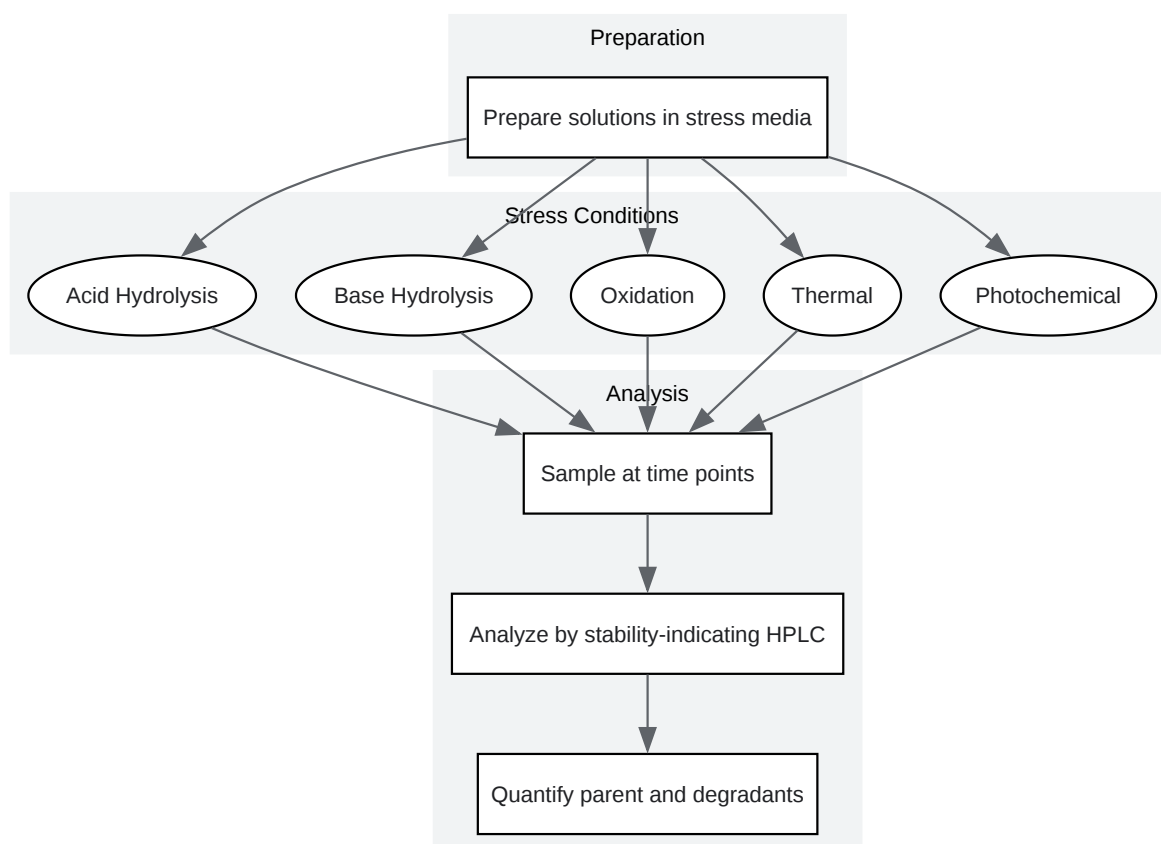 Preparation
Prepare solutions in stress media
Stress Conditions
Acid Hydrolysis
Base Hydrolysis
Oxidation
Thermal
Photochemical
Analysis
Sample at time points
Analyze by stability-indicating HPLC
Quantify parent and degradants